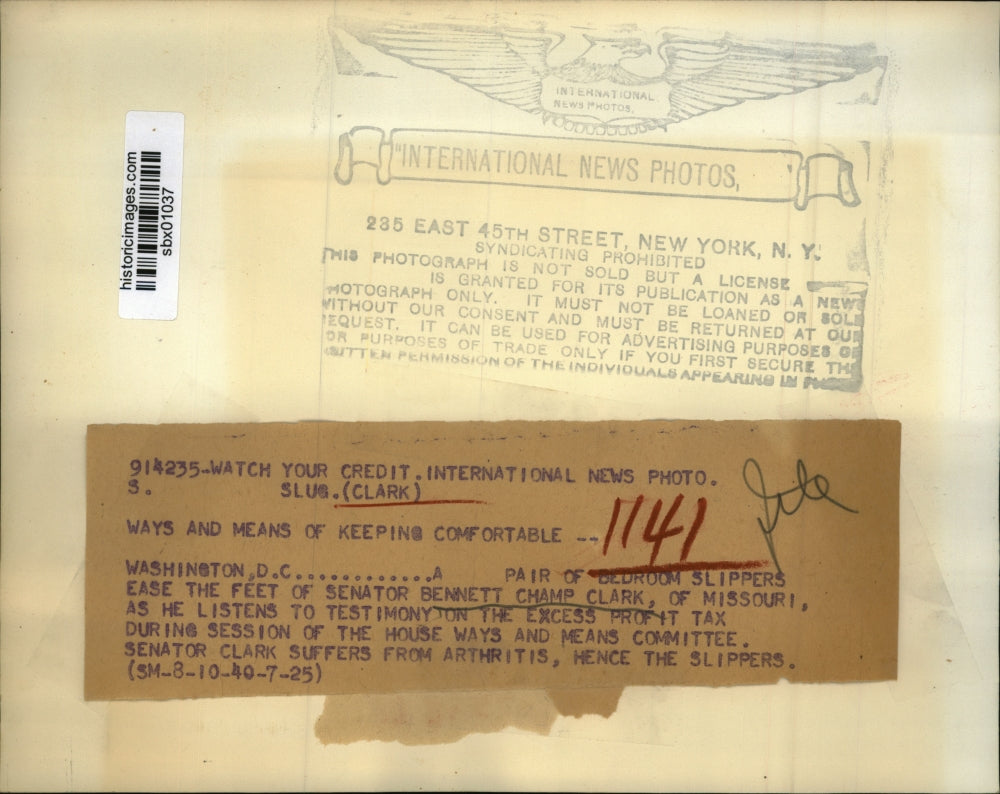 INTERNATIONAL
NEWS PHOTOS.
"INTERNATIONAL NEWS PHOTOS,
235 EAST 45TH STREET, NEW YORK, N. Y.
SYNDICATING PROHIBITED
THIS PHOTOGRAPH IS NOT SOLD BUT A LICENSE
IS GRANTED FOR ITS PUBLICATION AS A NEWS
HOTOGRAPH ONLY. IT MUST NOT BE LOANED OR SOLD
WITHOUT OUR CONSENT AND MUST BE RETURNED AT OUR
EQUEST. IT CAN BE USED FOR ADVERTISING PURPOSES OR
OR PURPOSES OF TRADE ONLY IF YOU FIRST SECURE THE
RITTEN PERMISSION OF THE INDIVIDUALS APPEARING IN
historicimages.com
sbx01037
914235-WATCH YOUR CREDIT.INTERNATIONAL NEWS PHOTO.
S. SLUG.(CLARK)
WAYS AND MEANS OF KEEPING COMFORTABLE --
1141
WASHINGTON,D.C.............A PAIR OF BEDROOM SLIPPERS
EASE THE FEET OF SENATOR BENNETT CHAMP CLARK, OF MISSOURI,
AS HE LISTENS TO TESTIMONY ON THE EXCESS PROFIT TAX
DURING SESSION OF THE HOUSE WAYS AND MEANS COMMITTEE.
SENATOR CLARK SUFFERS FROM ARTHRITIS, HENCE THE SLIPPERS.
(SM-8-10-40-7-25)